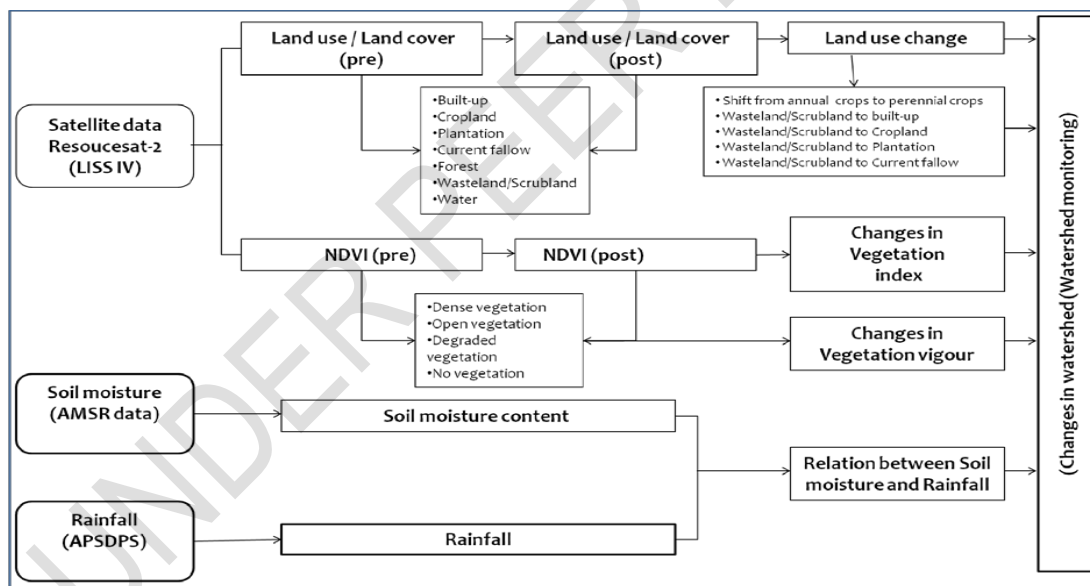 Land use / Land cover
(pre)
Land use / Land cover
(post)
Land use change
Satellite data
Resoucesat-2
(LISS IV)
•Built-up
•Cropland
•Plantation
•Current fallow
•Forest
•Wasteland/Scrubland
•Water
•Shift from annual crops to perennial crops
•Wasteland/Scrubland to built-up
•Wasteland/Scrubland to Cropland
•Wasteland/Scrubland to Plantation
•Wasteland/Scrubland to Current fallow
NDVI (pre)
NDVI (post)
Changes in
Vegetation
index
•Dense vegetation
•Open vegetation
•Degraded
vegetation
•No vegetation
Changes in
Vegetation vigour
Soil moisture
(AMSR data)
Soil moisture content
Relation between Soil
moisture and Rainfall
Rainfall
(APSDPS)
Rainfall
(Changes in watershed (Watershed monitoring)
UNDER PEER